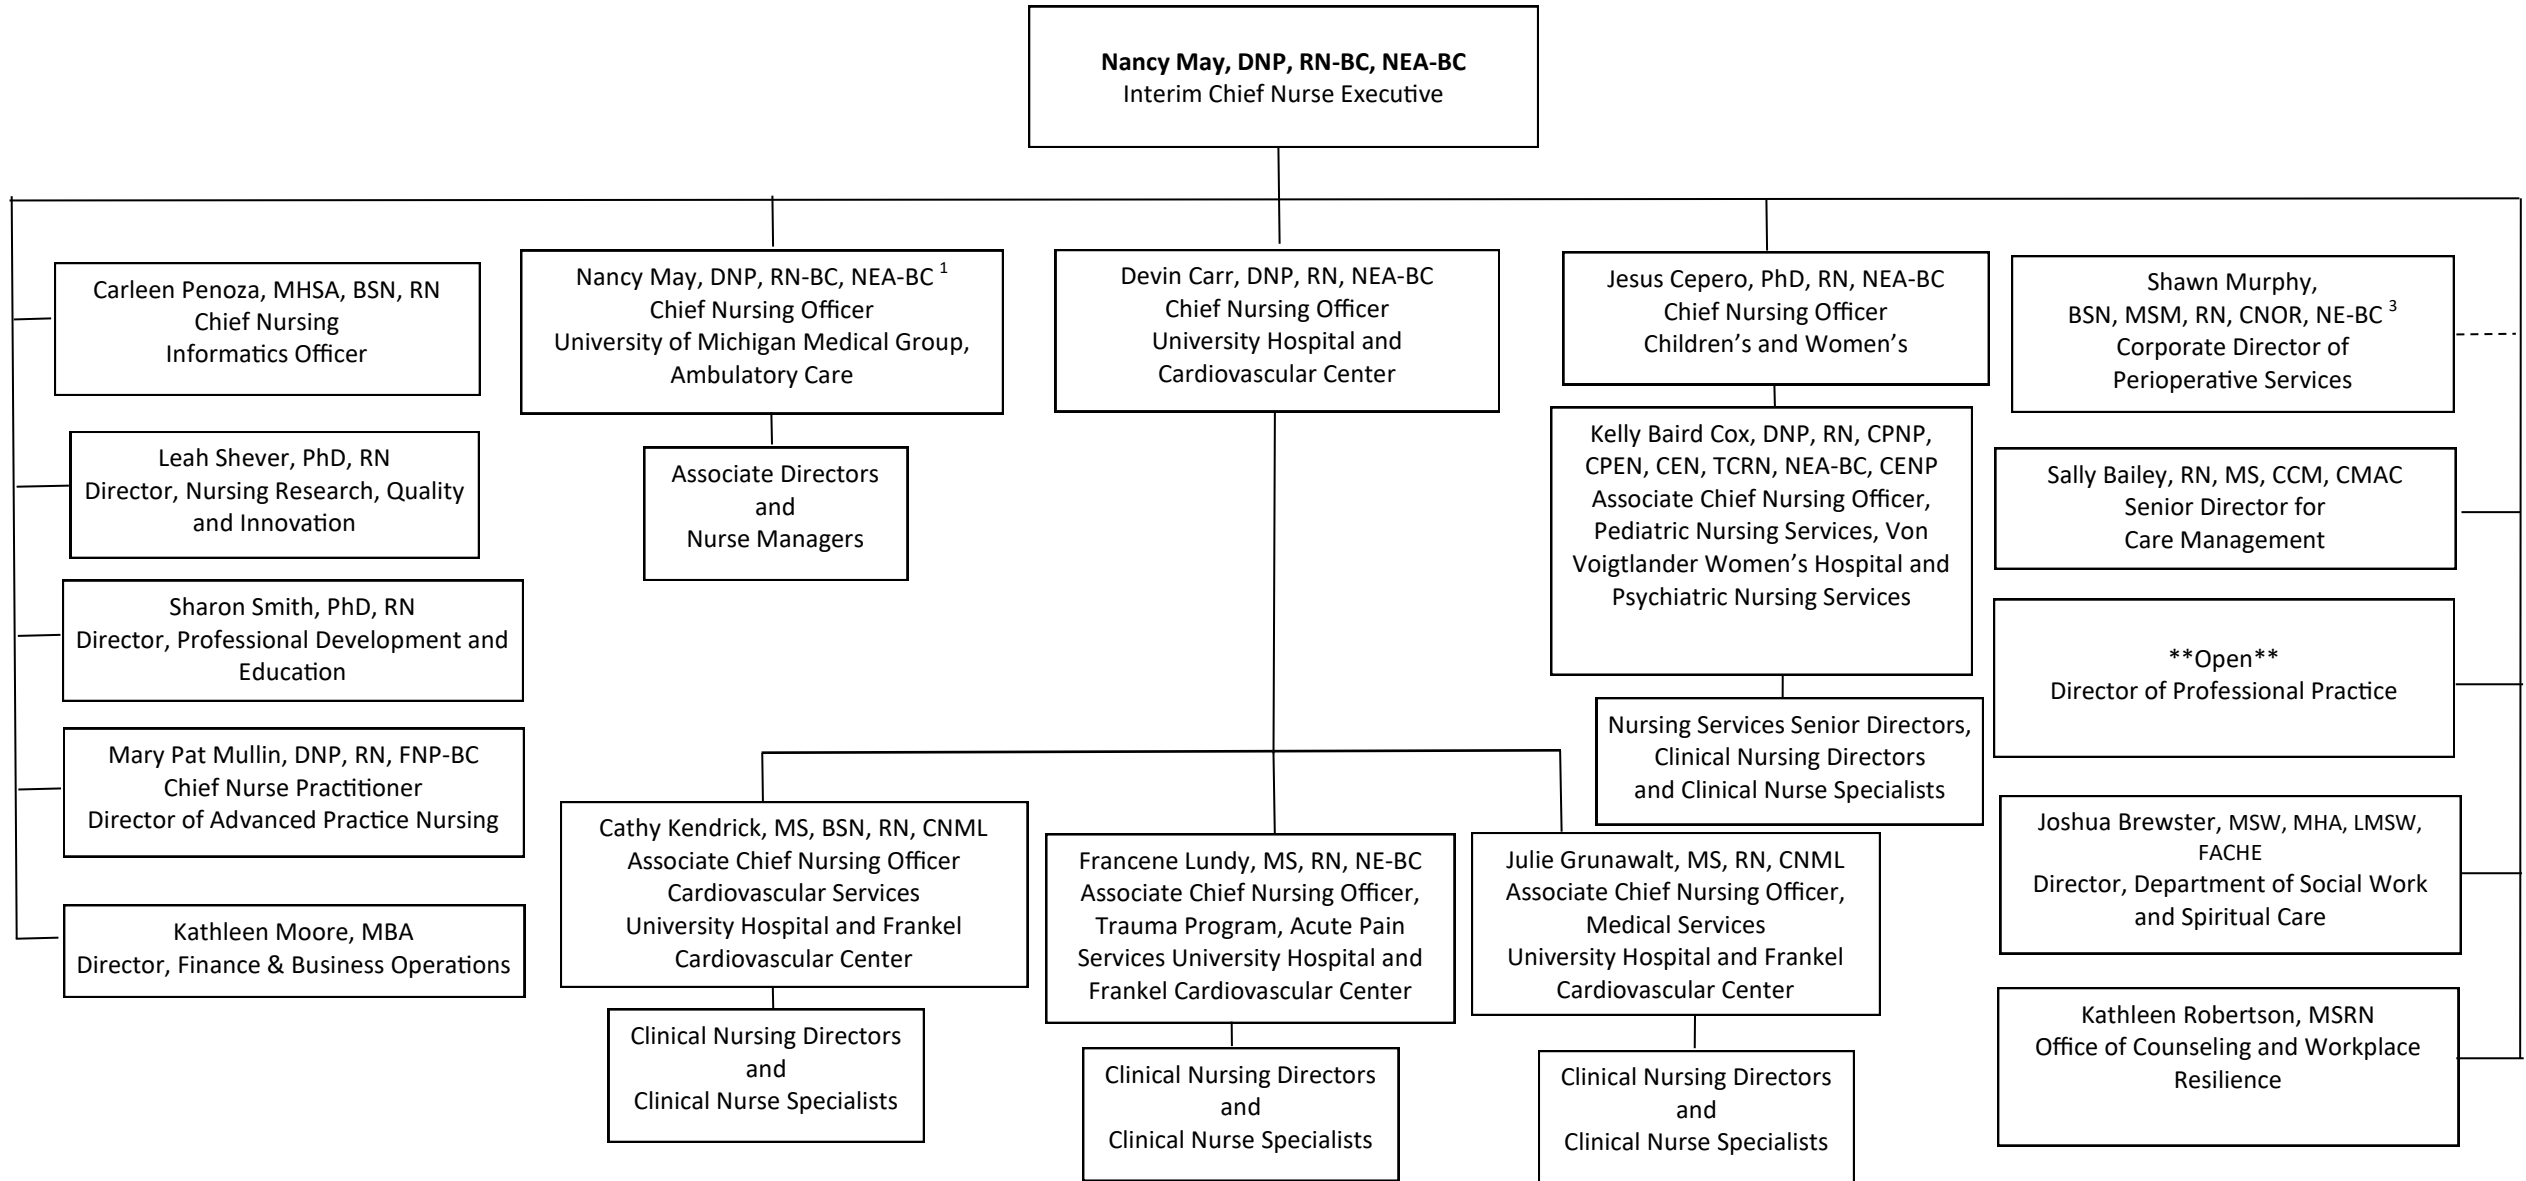 Nancy May, DNP, RN-BC, NEA-BC
Interim Chief Nurse Executive
Carleen Penoza, MHSA, BSN, RN
Chief Nursing
Informatics Officer
Leah Shever, PhD, RN
Director, Nursing Research, Quality
and Innovation
Sharon Smith, PhD, RN
Director, Professional Development and
Education
Mary Pat Mullin, DNP, RN, FNP-BC
Chief Nurse Practitioner
Director of Advanced Practice Nursing
Kathleen Moore, MBA
Director, Finance & Business Operations
Nancy May, DNP, RN-BC, NEA-BC 1
Chief Nursing Officer
University of Michigan Medical Group,
Ambulatory Care
Associate Directors
and
Nurse Managers
Devin Carr, DNP, RN, NEA-BC
Chief Nursing Officer
University Hospital and
Cardiovascular Center
Cathy Kendrick, MS, BSN, RN, CNML
Associate Chief Nursing Officer
Cardiovascular Services
University Hospital and Frankel
Cardiovascular Center
Clinical Nursing Directors
and
Clinical Nurse Specialists
Francene Lundy, MS, RN, NE-BC
Associate Chief Nursing Officer,
Trauma Program, Acute Pain
Services University Hospital and
Frankel Cardiovascular Center
Clinical Nursing Directors
and
Clinical Nurse Specialists
Julie Grunawalt, MS, RN, CNML
Associate Chief Nursing Officer,
Medical Services
University Hospital and Frankel
Cardiovascular Center
Clinical Nursing Directors
and
Clinical Nurse Specialists
Jesus Cepero, PhD, RN, NEA-BC
Chief Nursing Officer
Children’s and Women’s
Kelly Baird Cox, DNP, RN, CPNP,
CPEN, CEN, TCRN, NEA-BC, CENP
Associate Chief Nursing Officer,
Pediatric Nursing Services, Von
Voigtlander Women’s Hospital and
Psychiatric Nursing Services
Nursing Services Senior Directors,
Clinical Nursing Directors
and Clinical Nurse Specialists
Shawn Murphy,
BSN, MSM, RN, CNOR, NE-BC 3
Corporate Director of
Perioperative Services
Sally Bailey, RN, MS, CCM, CMAC
Senior Director for
Care Management
**Open**
Director of Professional Practice
Joshua Brewster, MSW, MHA, LMSW,
FACHE
Director, Department of Social Work
and Spiritual Care
Kathleen Robertson, MSRN
Office of Counseling and Workplace
Resilience